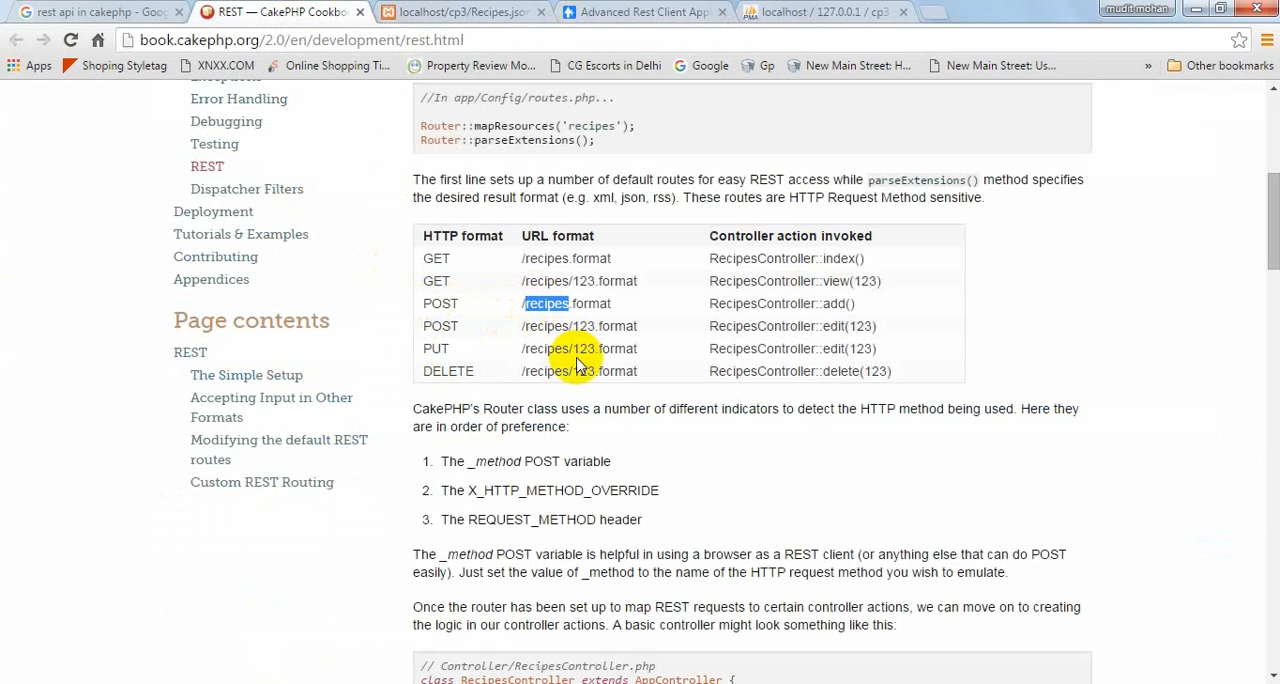 rest api in cakephp - Goog
REST — CakePHP Cookbo
localhost/cp3/Recipes.json
Advanced Rest Client App
localhost / 127.0.0.1 / cp3
mudit mohan
book.cakephp.org/2.0/en/development/rest.html
Apps
Shoping Styletag
XNXX.COM
Online Shopping Ti...
Property Review Mo...
CG Escorts in Delhi
Google
Gp
New Main Street: H...
New Main Street: Us...
»
Other bookmarks
Error Handling
Debugging
Testing
REST
Dispatcher Filters
Deployment
Tutorials & Examples
Contributing
Appendices
Page contents
REST
The Simple Setup
Accepting Input in Other
Formats
Modifying the default REST
routes
Custom REST Routing
//In app/Config/routes.php...
Router::mapResources('recipes');
Router::parseExtensions();
The first line sets up a number of default routes for easy REST access while parseExtensions() method specifies
the desired result format (e.g. xml, json, rss). These routes are HTTP Request Method sensitive.
HTTP format URL format Controller action invoked
GET /recipes.format RecipesController::index()
GET /recipes/123.format RecipesController::view(123)
POST /recipes.format RecipesController::add()
POST /recipes/123.format RecipesController::edit(123)
PUT /recipes/123.format RecipesController::edit(123)
DELETE /recipes/123.format RecipesController::delete(123)
CakePHP's Router class uses a number of different indicators to detect the HTTP method being used. Here they
are in order of preference:
1. The _method POST variable
2. The X_HTTP_METHOD_OVERRIDE
3. The REQUEST_METHOD header
The _method POST variable is helpful in using a browser as a REST client (or anything else that can do POST
easily). Just set the value of _method to the name of the HTTP request method you wish to emulate.
Once the router has been set up to map REST requests to certain controller actions, we can move on to creating
the logic in our controller actions. A basic controller might look something like this:
// Controller/RecipesController.php
class RecipesController extends AppController {